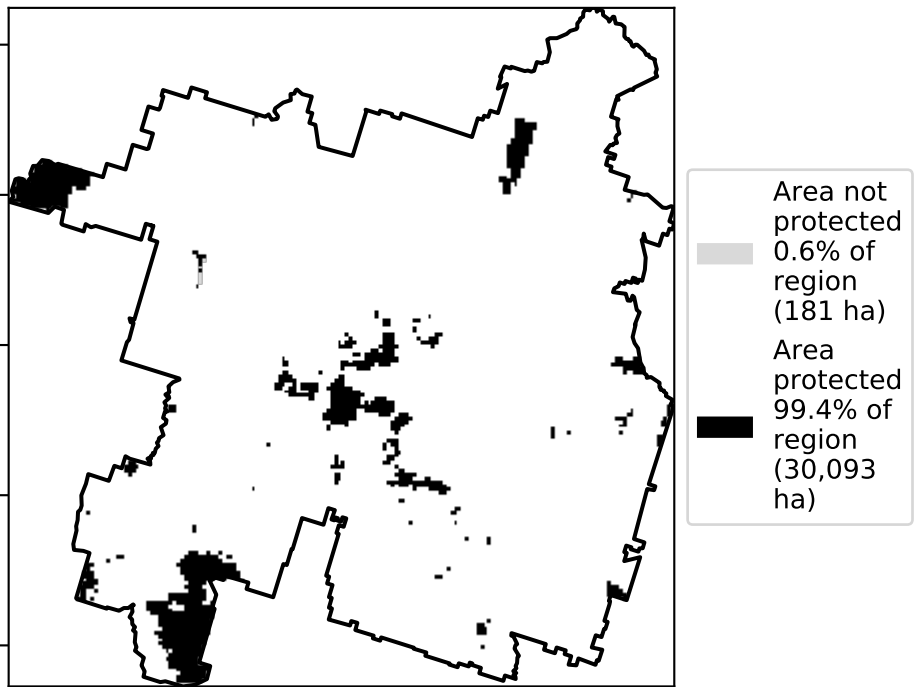 Area not
protected
0.6% of
region
(181 ha)
Area
protected
99.4% of
region
(30,093
ha)